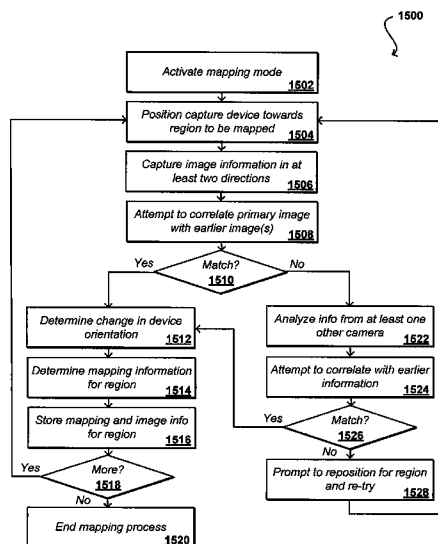 1500
Activate mapping mode
1502
Position capture device towards
region to be mapped
1504
Capture image information in at
least two directions
1506
Attempt to correlate primary image
with earlier image(s)
1508
Match?
1510
Yes
No
Determine change in device
orientation
1512
Determine mapping information
for region
1514
Store mapping and image info
for region
1516
More?
1518
Yes
No
End mapping process
1520
Analyze info from at least one
other camera
1522
Attempt to correlate with earlier
information
1524
Match?
1526
Yes
No
Prompt to reposition for region
and re-try
1528